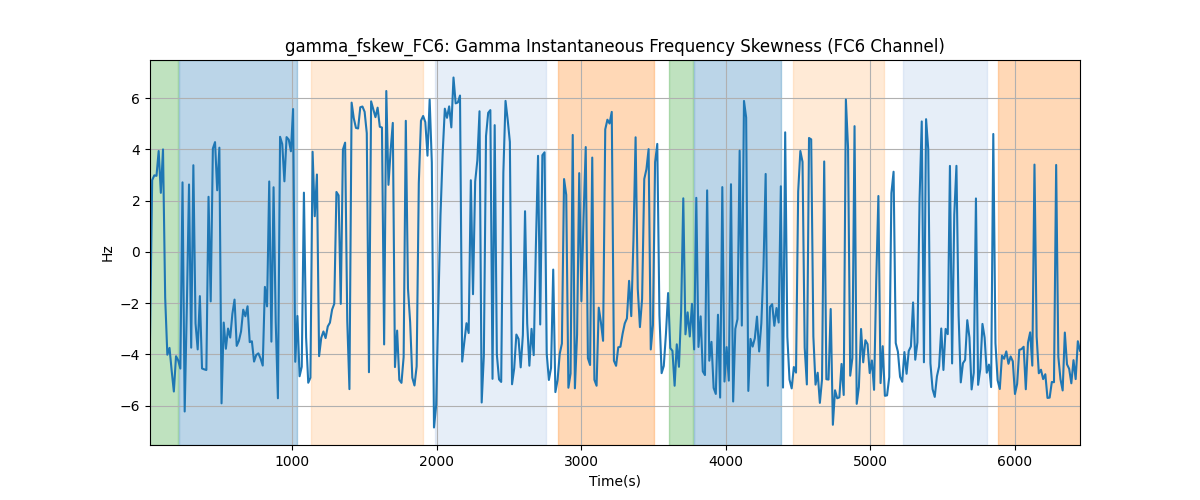 gamma_fskew_FC6: Gamma Instantaneous Frequency Skewness (FC6 Channel)
6
4
2
0
−2
−4
−6
Hz
1000 2000 3000 4000 5000 6000
Time(s)